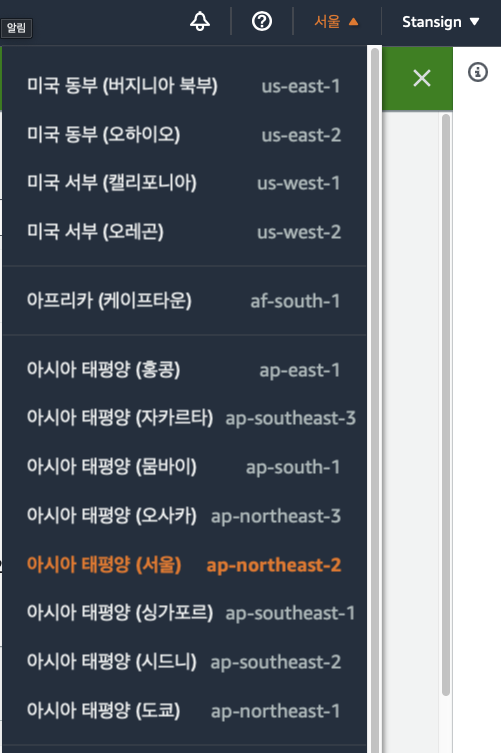 알림
서울 ▲
Stansign ▼
미국 동부 (버지니아 북부) us-east-1
미국 동부 (오하이오) us-east-2
미국 서부 (캘리포니아) us-west-1
미국 서부 (오레곤) us-west-2
아프리카 (케이프타운) af-south-1
아시아 태평양 (홍콩) ap-east-1
아시아 태평양 (자카르타) ap-southeast-3
아시아 태평양 (뭄바이) ap-south-1
아시아 태평양 (오사카) ap-northeast-3
아시아 태평양 (서울) ap-northeast-2
아시아 태평양 (싱가포르) ap-southeast-1
아시아 태평양 (시드니) ap-southeast-2
아시아 태평양 (도쿄) ap-northeast-1